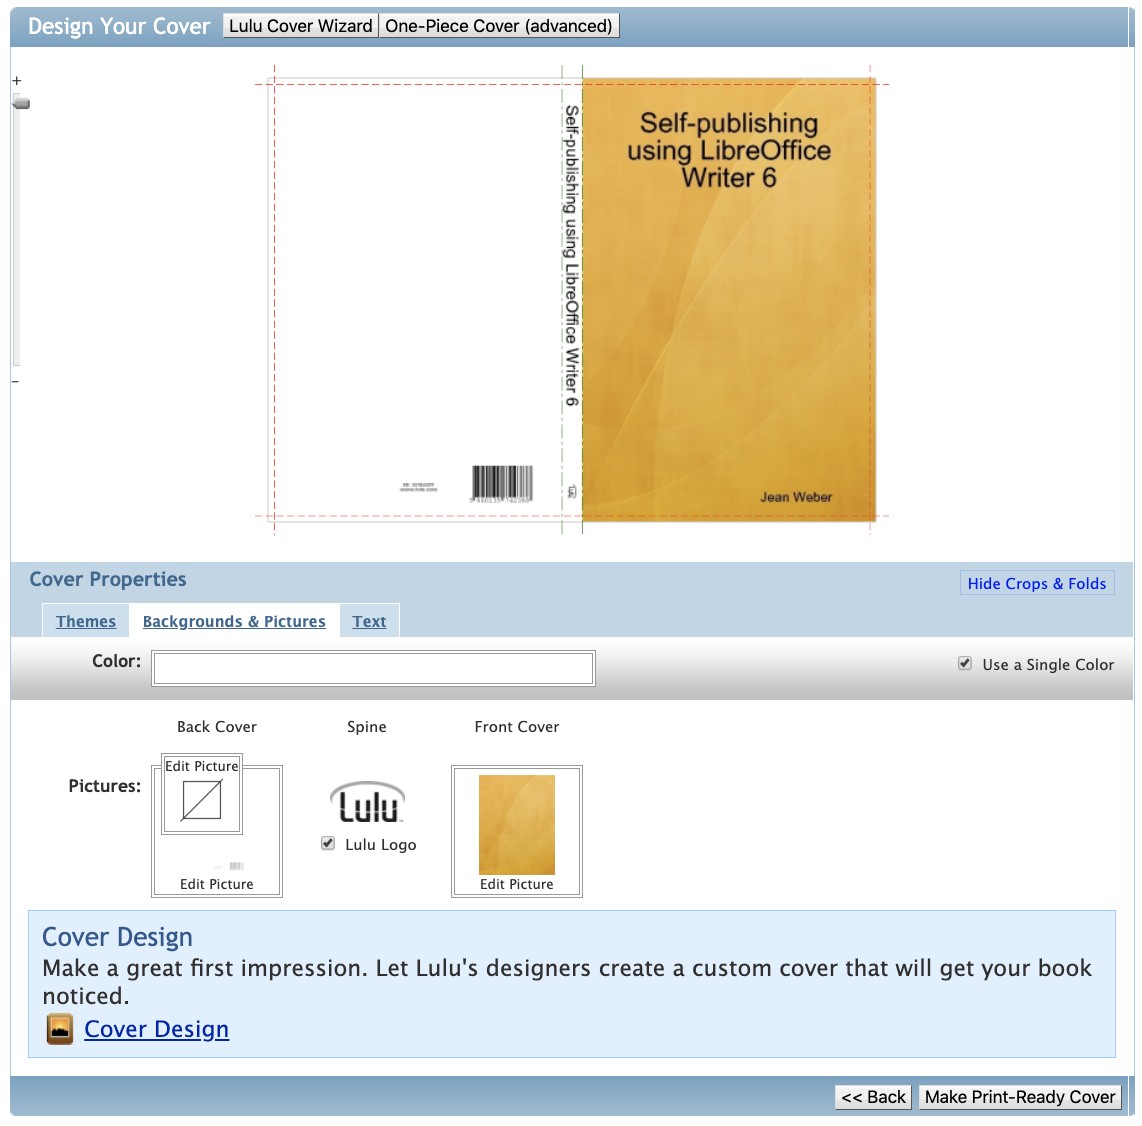 Design Your Cover Lulu Cover Wizard One-Piece Cover (advanced)
+
−
Self-publishing using LibreOffice Writer 6
Self-publishing
using LibreOffice
Writer 6
Jean Weber
Cover Properties
Hide Crops & Folds
Themes Backgrounds & Pictures Text
Color:
Use a Single Color
Back Cover Spine Front Cover
Pictures:
Edit Picture
Lulu
Lulu Logo
Edit Picture Edit Picture
Cover Design
Make a great first impression. Let Lulu's designers create a custom cover that will get your book
noticed.
Cover Design
<< Back Make Print-Ready Cover